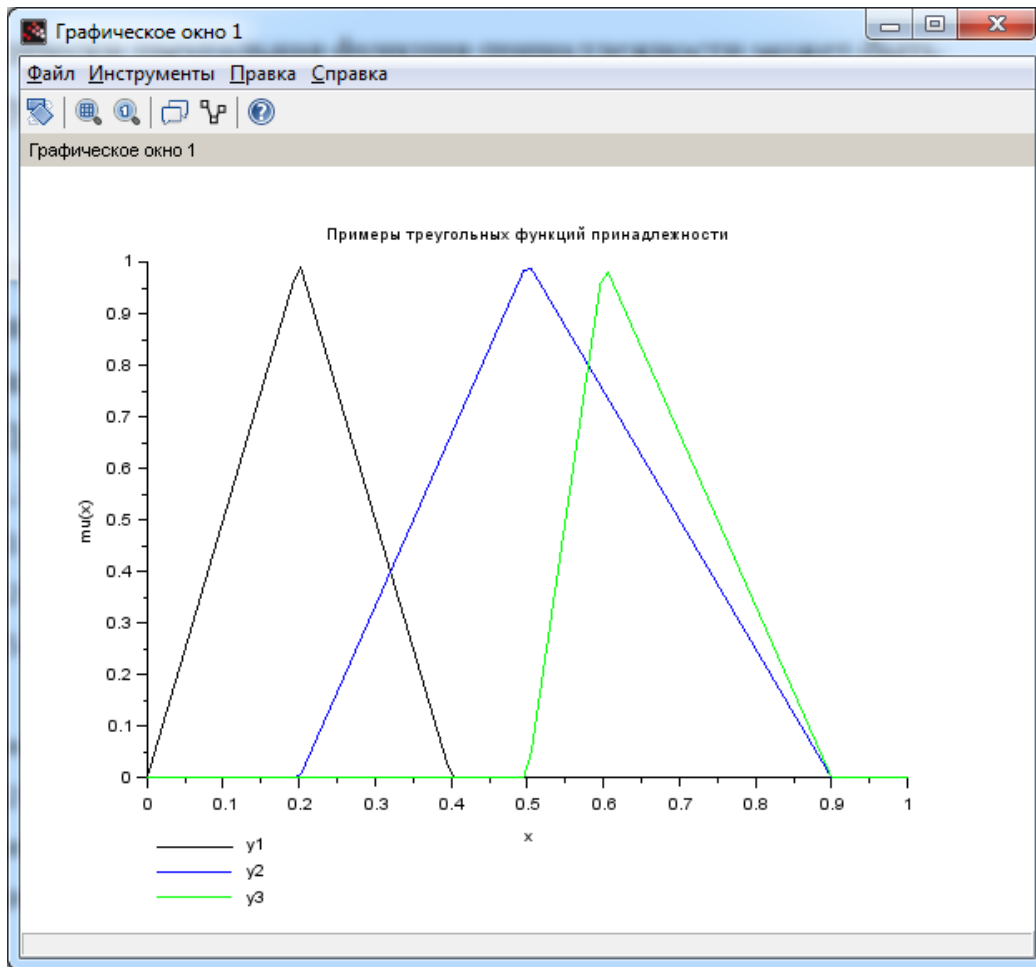 Графическое окно 1
Файл Инструменты Правка Справка
Графическое окно 1
Примеры треугольных функций принадлежности
1
0.9
0.8
0.7
0.6
0.5
0.4
0.3
0.2
0.1
0
mu(x)
0 0.1 0.2 0.3 0.4 0.5 0.6 0.7 0.8 0.9 1
x
y1
y2
y3